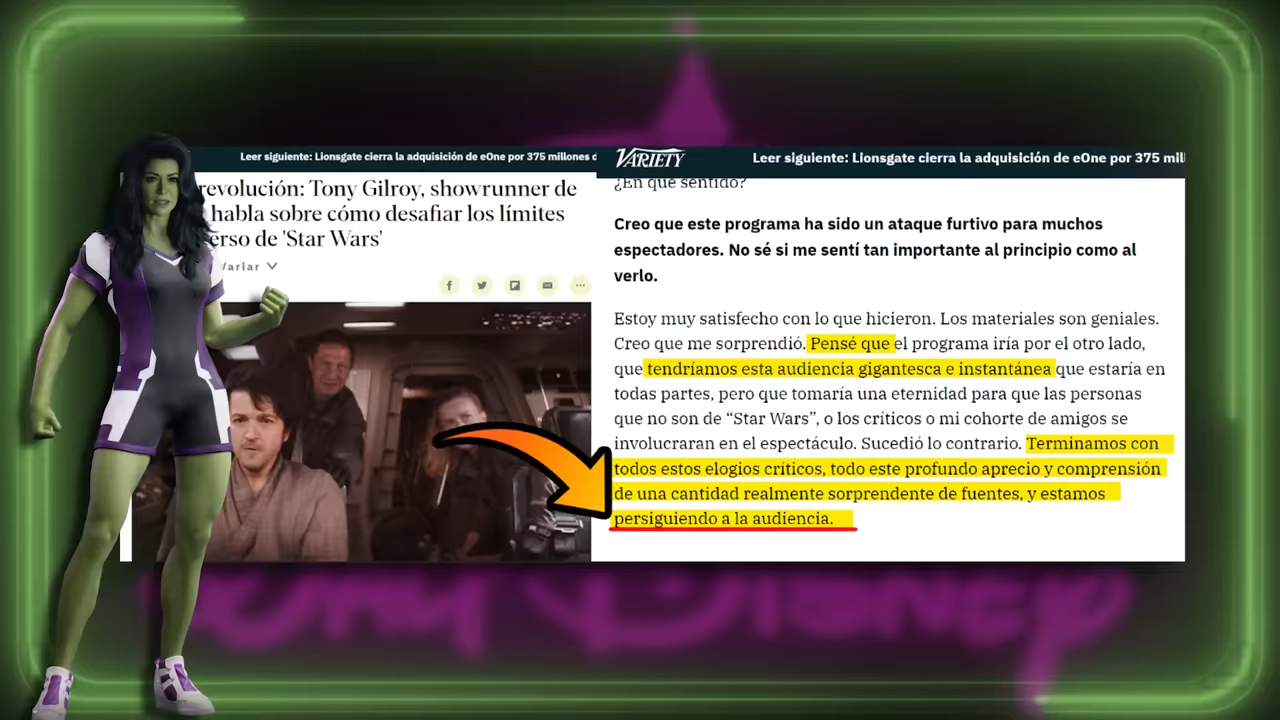 Leer siguiente: Lionsgate cierra la adquisición de eOne por 375 millones d
revolución: Tony Gilroy, showrunner de
habla sobre cómo desafiar los límites
erso de 'Star Wars'
VARIETY
Leer siguiente: Lionsgate cierra la adquisición de eOne por 375 mil
¿En qué sentido?
Creo que este programa ha sido un ataque furtivo para muchos
espectadores. No sé si me sentí tan importante al principio como al
verlo.
Estoy muy satisfecho con lo que hicieron. Los materiales son geniales.
Creo que me sorprendió. Pensé que el programa iría por el otro lado,
que tendríamos esta audiencia gigantesca e instantánea que estaría en
todas partes, pero que tomaría una eternidad para que las personas
que no son de “Star Wars”, o los críticos o mi cohorte de amigos se
involucraran en el espectáculo. Sucedió lo contrario. Terminamos con
todos estos elogios críticos, todo este profundo aprecio y comprensión
de una cantidad realmente sorprendente de fuentes, y estamos
persiguiendo a la audiencia.